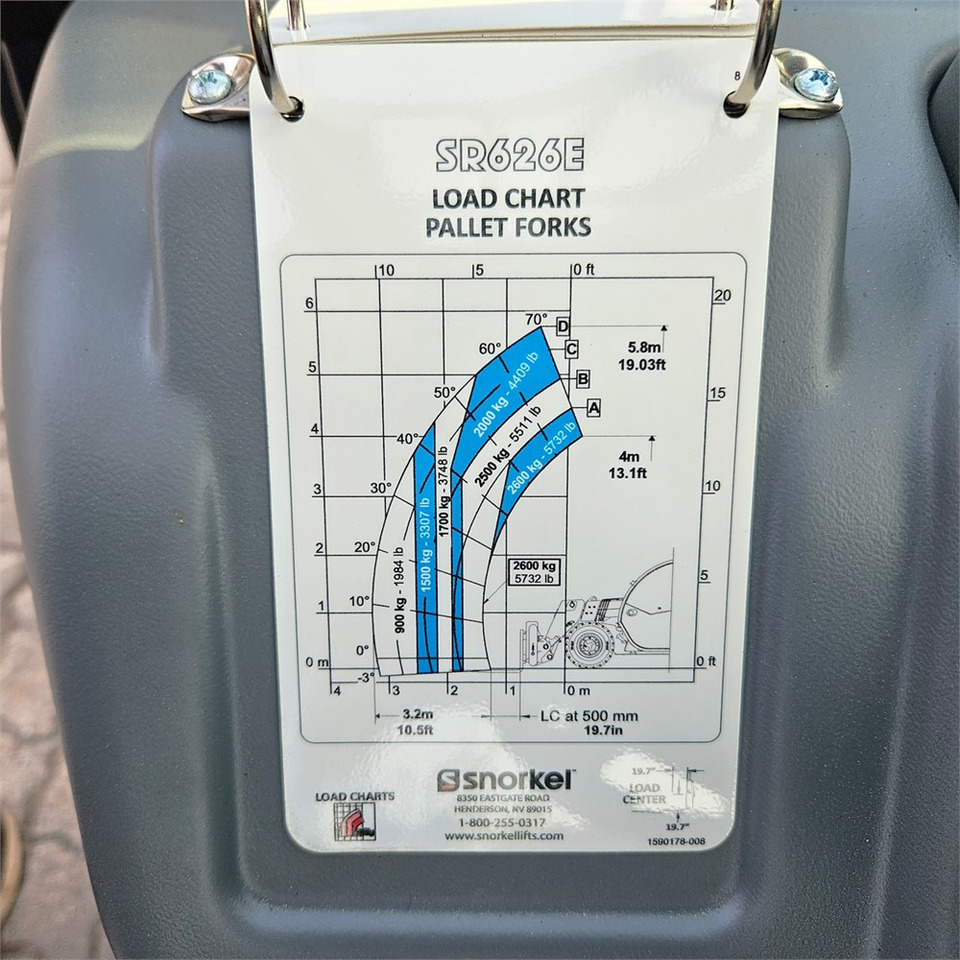 8
SR626E
LOAD CHART
PALLET FORKS
10 5 0 ft
6
20
70° D
60° C
5.8m
19.03ft
5
B
50°
15
A
4
40°
4m
13.1ft
2000 kg - 4409 lb
2500 kg - 5511 lb
2600 kg - 5732 lb
1700 kg - 3748 lb
1500 kg - 3307 lb
900 kg - 1984 lb
3
30°
10
2
20°
2600 kg
5732 lb
5
1
10°
0 m
0°
0 ft
-3°
4 3 2 1 0 m
3.2m
10.5ft
LC at 500 mm
19.7in
snorkel™
8350 EASTGATE ROAD
HENDERSON, NV 89015
1-800-255-0317
www.snorkellifts.com
LOAD CHARTS
19.7"
LOAD
CENTER
19.7"
1590178-008